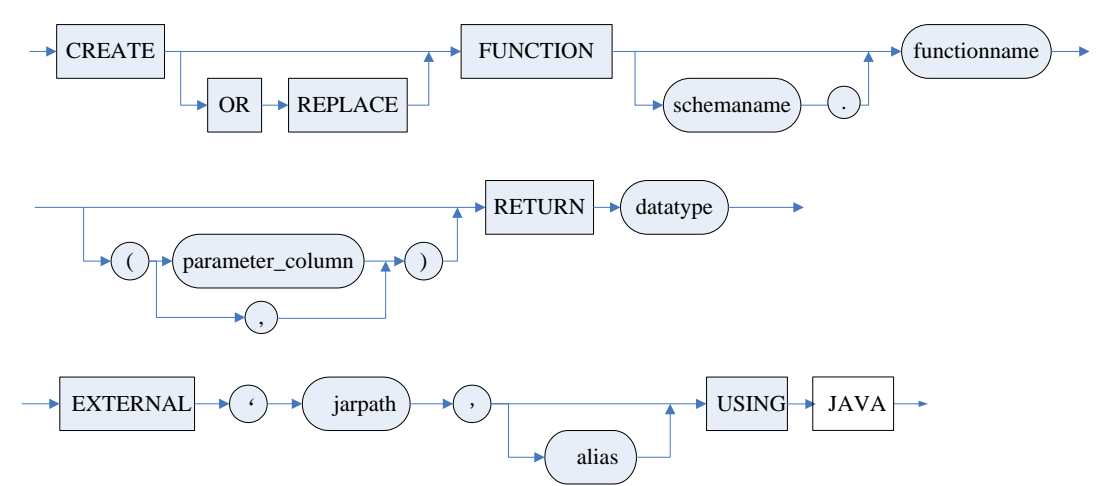 CREATE FUNCTION functionname
OR REPLACE schemaname .
RETURN datatype
( parameter_column )
,
EXTERNAL ‘ jarpath ’ USING JAVA
alias